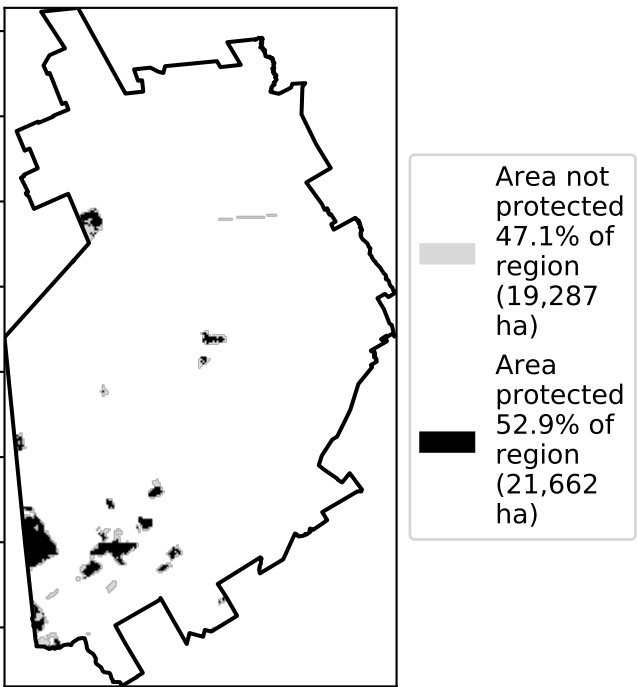 Area not
protected
47.1% of
region
(19,287
ha)
Area
protected
52.9% of
region
(21,662
ha)